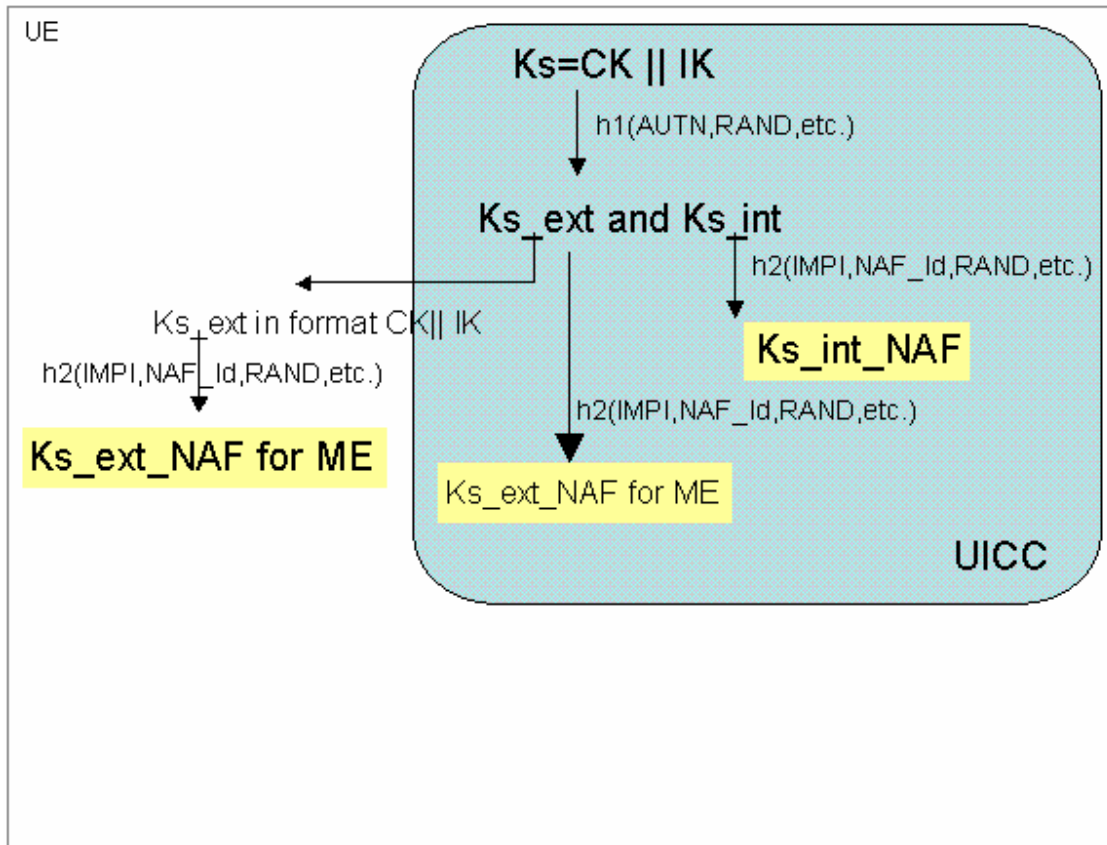 UE
Ks=CK || IK
h1(AUTN,RAND,etc.)
Ks_ext and Ks_int
h2(IMPI,NAF_Id,RAND,etc.)
Ks_ext in format CK|| IK
Ks_int_NAF
h2(IMPI,NAF_Id,RAND,etc.)
h2(IMPI,NAF_Id,RAND,etc.)
Ks_ext_NAF for ME
Ks_ext_NAF for ME
UICC